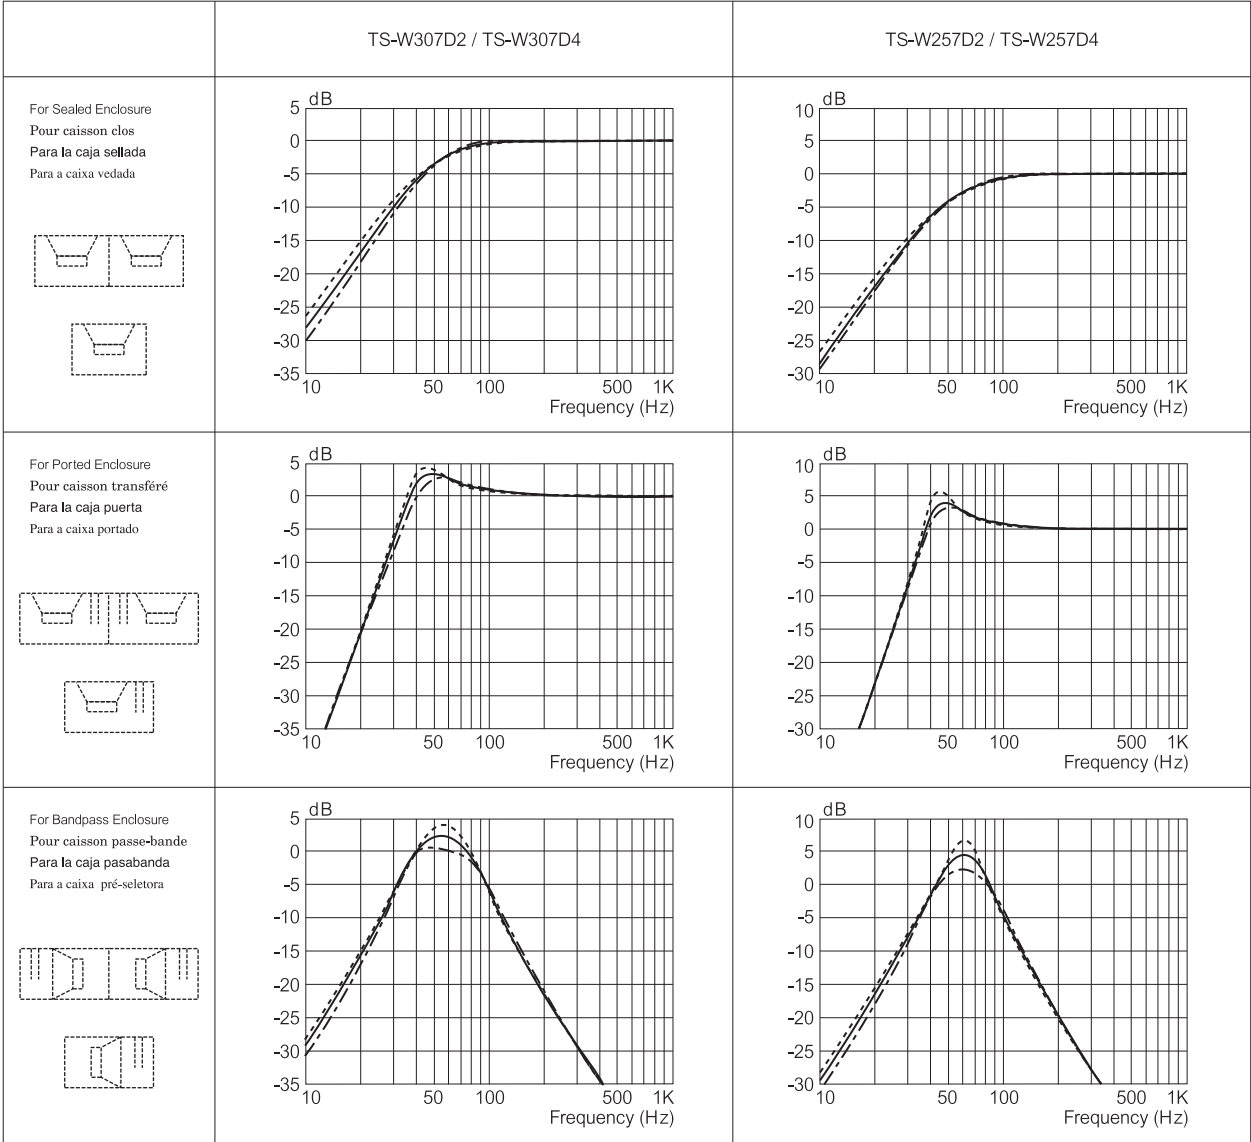 TS-W307D2 / TS-W307D4
TS-W257D2 / TS-W257D4
For Sealed Enclosure
Pour caisson clos
Para la caja sellada
Para a caixa vedada
dB
5
0
-5
-10
-15
-20
-25
-30
-35
10 50 100 500 1K
Frequency (Hz)
dB
10
5
0
-5
-10
-15
-20
-25
-30
10 50 100 500 1K
Frequency (Hz)
For Ported Enclosure
Pour caisson transféré
Para la caja puerta
Para a caixa portado
dB
5
0
-5
-10
-15
-20
-25
-30
-35
10 50 100 500 1K
Frequency (Hz)
dB
10
5
0
-5
-10
-15
-20
-25
-30
10 50 100 500 1K
Frequency (Hz)
For Bandpass Enclosure
Pour caisson passe-bande
Para la caja pasabanda
Para a caixa pré-seletora
dB
5
0
-5
-10
-15
-20
-25
-30
-35
10 50 100 500 1K
Frequency (Hz)
dB
10
5
0
-5
-10
-15
-20
-25
-30
10 50 100 500 1K
Frequency (Hz)